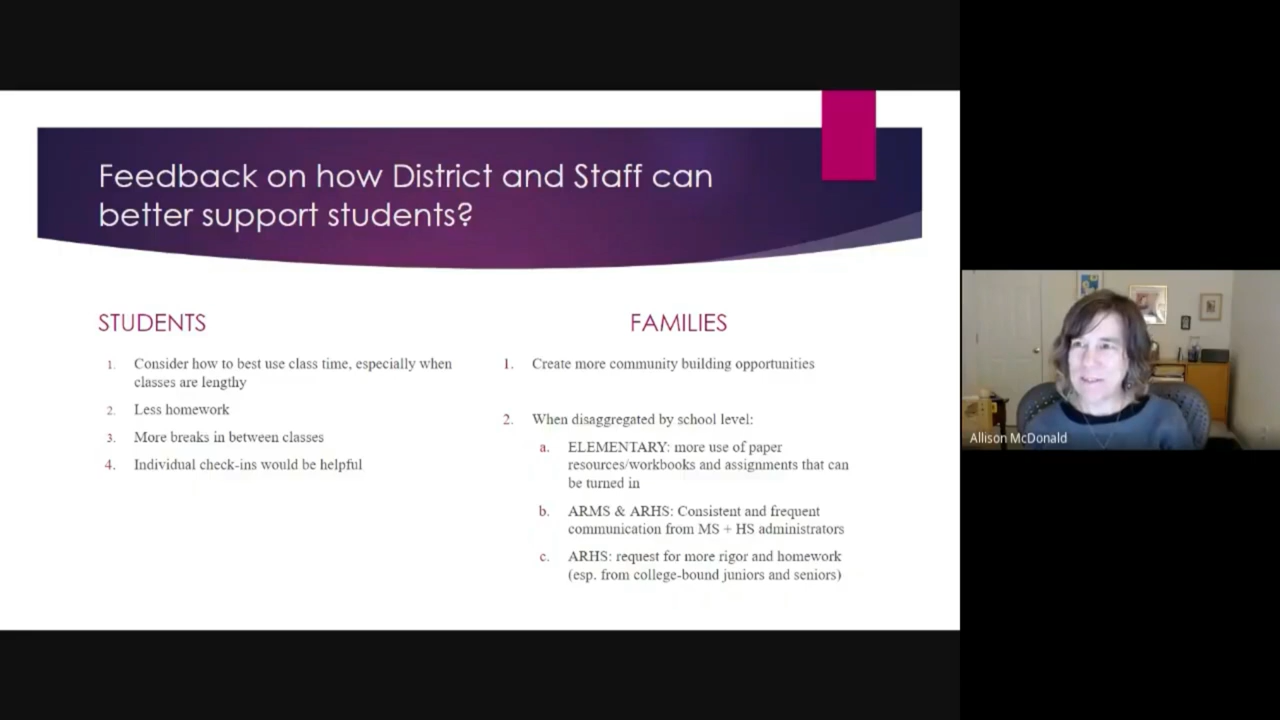 Feedback on how District and Staff can
better support students?
STUDENTS
1. Consider how to best use class time, especially when
classes are lengthy
2. Less homework
3. More breaks in between classes
4. Individual check-ins would be helpful
FAMILIES
1. Create more community building opportunities
2. When disaggregated by school level:
a. ELEMENTARY: more use of paper
resources/workbooks and assignments that can
be turned in
b. ARMS & ARHS: Consistent and frequent
communication from MS + HS administrators
c. ARHS: request for more rigor and homework
(esp. from college-bound juniors and seniors)
Allison McDonald